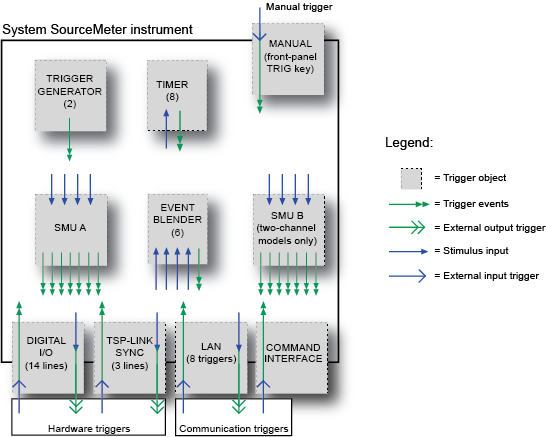 Manual trigger
System SourceMeter instrument
MANUAL
(front-panel
TRIG key)
TRIGGER
GENERATOR
(2)
TIMER
(8)
Legend:
= Trigger object
= Trigger events
= External output trigger
= Stimulus input
= External input trigger
SMU A
EVENT
BLENDER
(6)
SMU B
(two-channel
models only)
DIGITAL
I/O
(14 lines)
TSP-LINK
SYNC
(3 lines)
LAN
(8 triggers)
COMMAND
INTERFACE
Hardware triggers
Communication triggers